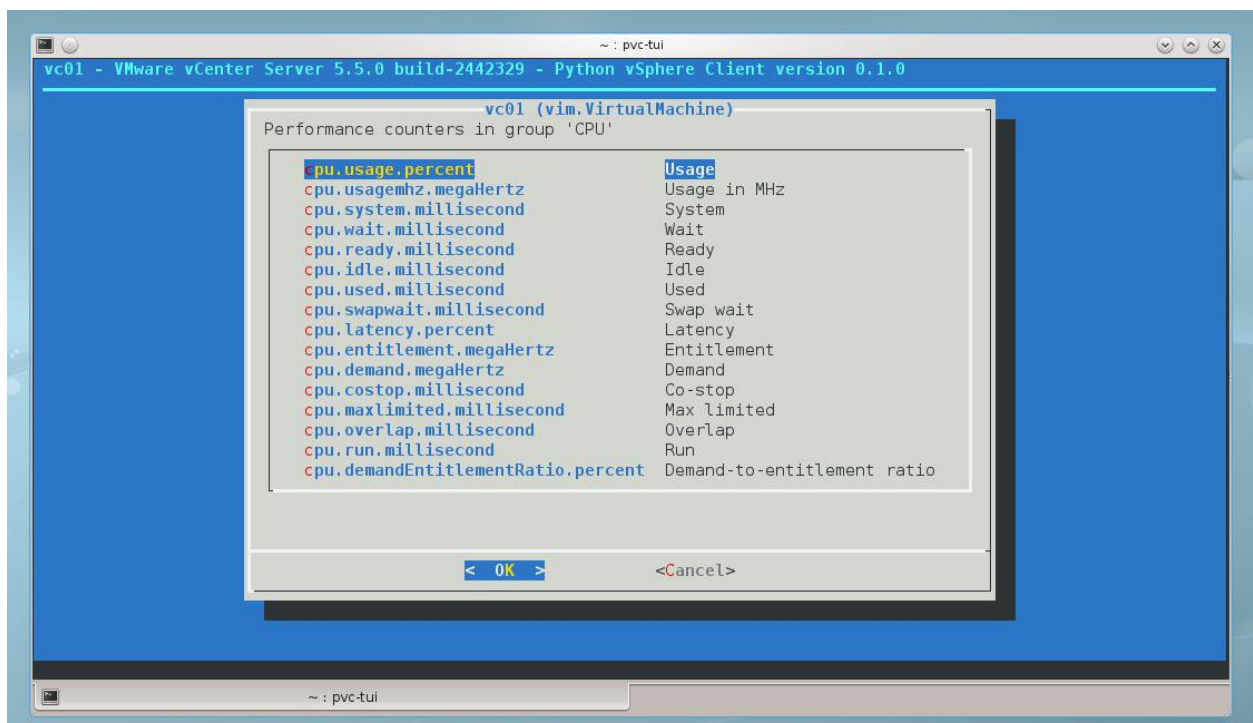 ~ : pvc-tui
vc01 - VMware vCenter Server 5.5.0 build-2442329 - Python vSphere Client version 0.1.0
vc01 (vim.VirtualMachine)
Performance counters in group 'CPU'
cpu.usage.percent Usage
cpu.usagemhz.megaHertz Usage in MHz
cpu.system.millisecond System
cpu.wait.millisecond Wait
cpu.ready.millisecond Ready
cpu.idle.millisecond Idle
cpu.used.millisecond Used
cpu.swapwait.millisecond Swap wait
cpu.latency.percent Latency
cpu.entitlement.megaHertz Entitlement
cpu.demand.megaHertz Demand
cpu.costop.millisecond Co-stop
cpu.maxlimited.millisecond Max limited
cpu.overlap.millisecond Overlap
cpu.run.millisecond Run
cpu.demandEntitlementRatio.percent Demand-to-entitlement ratio
< OK > <Cancel>
~ : pvc-tui